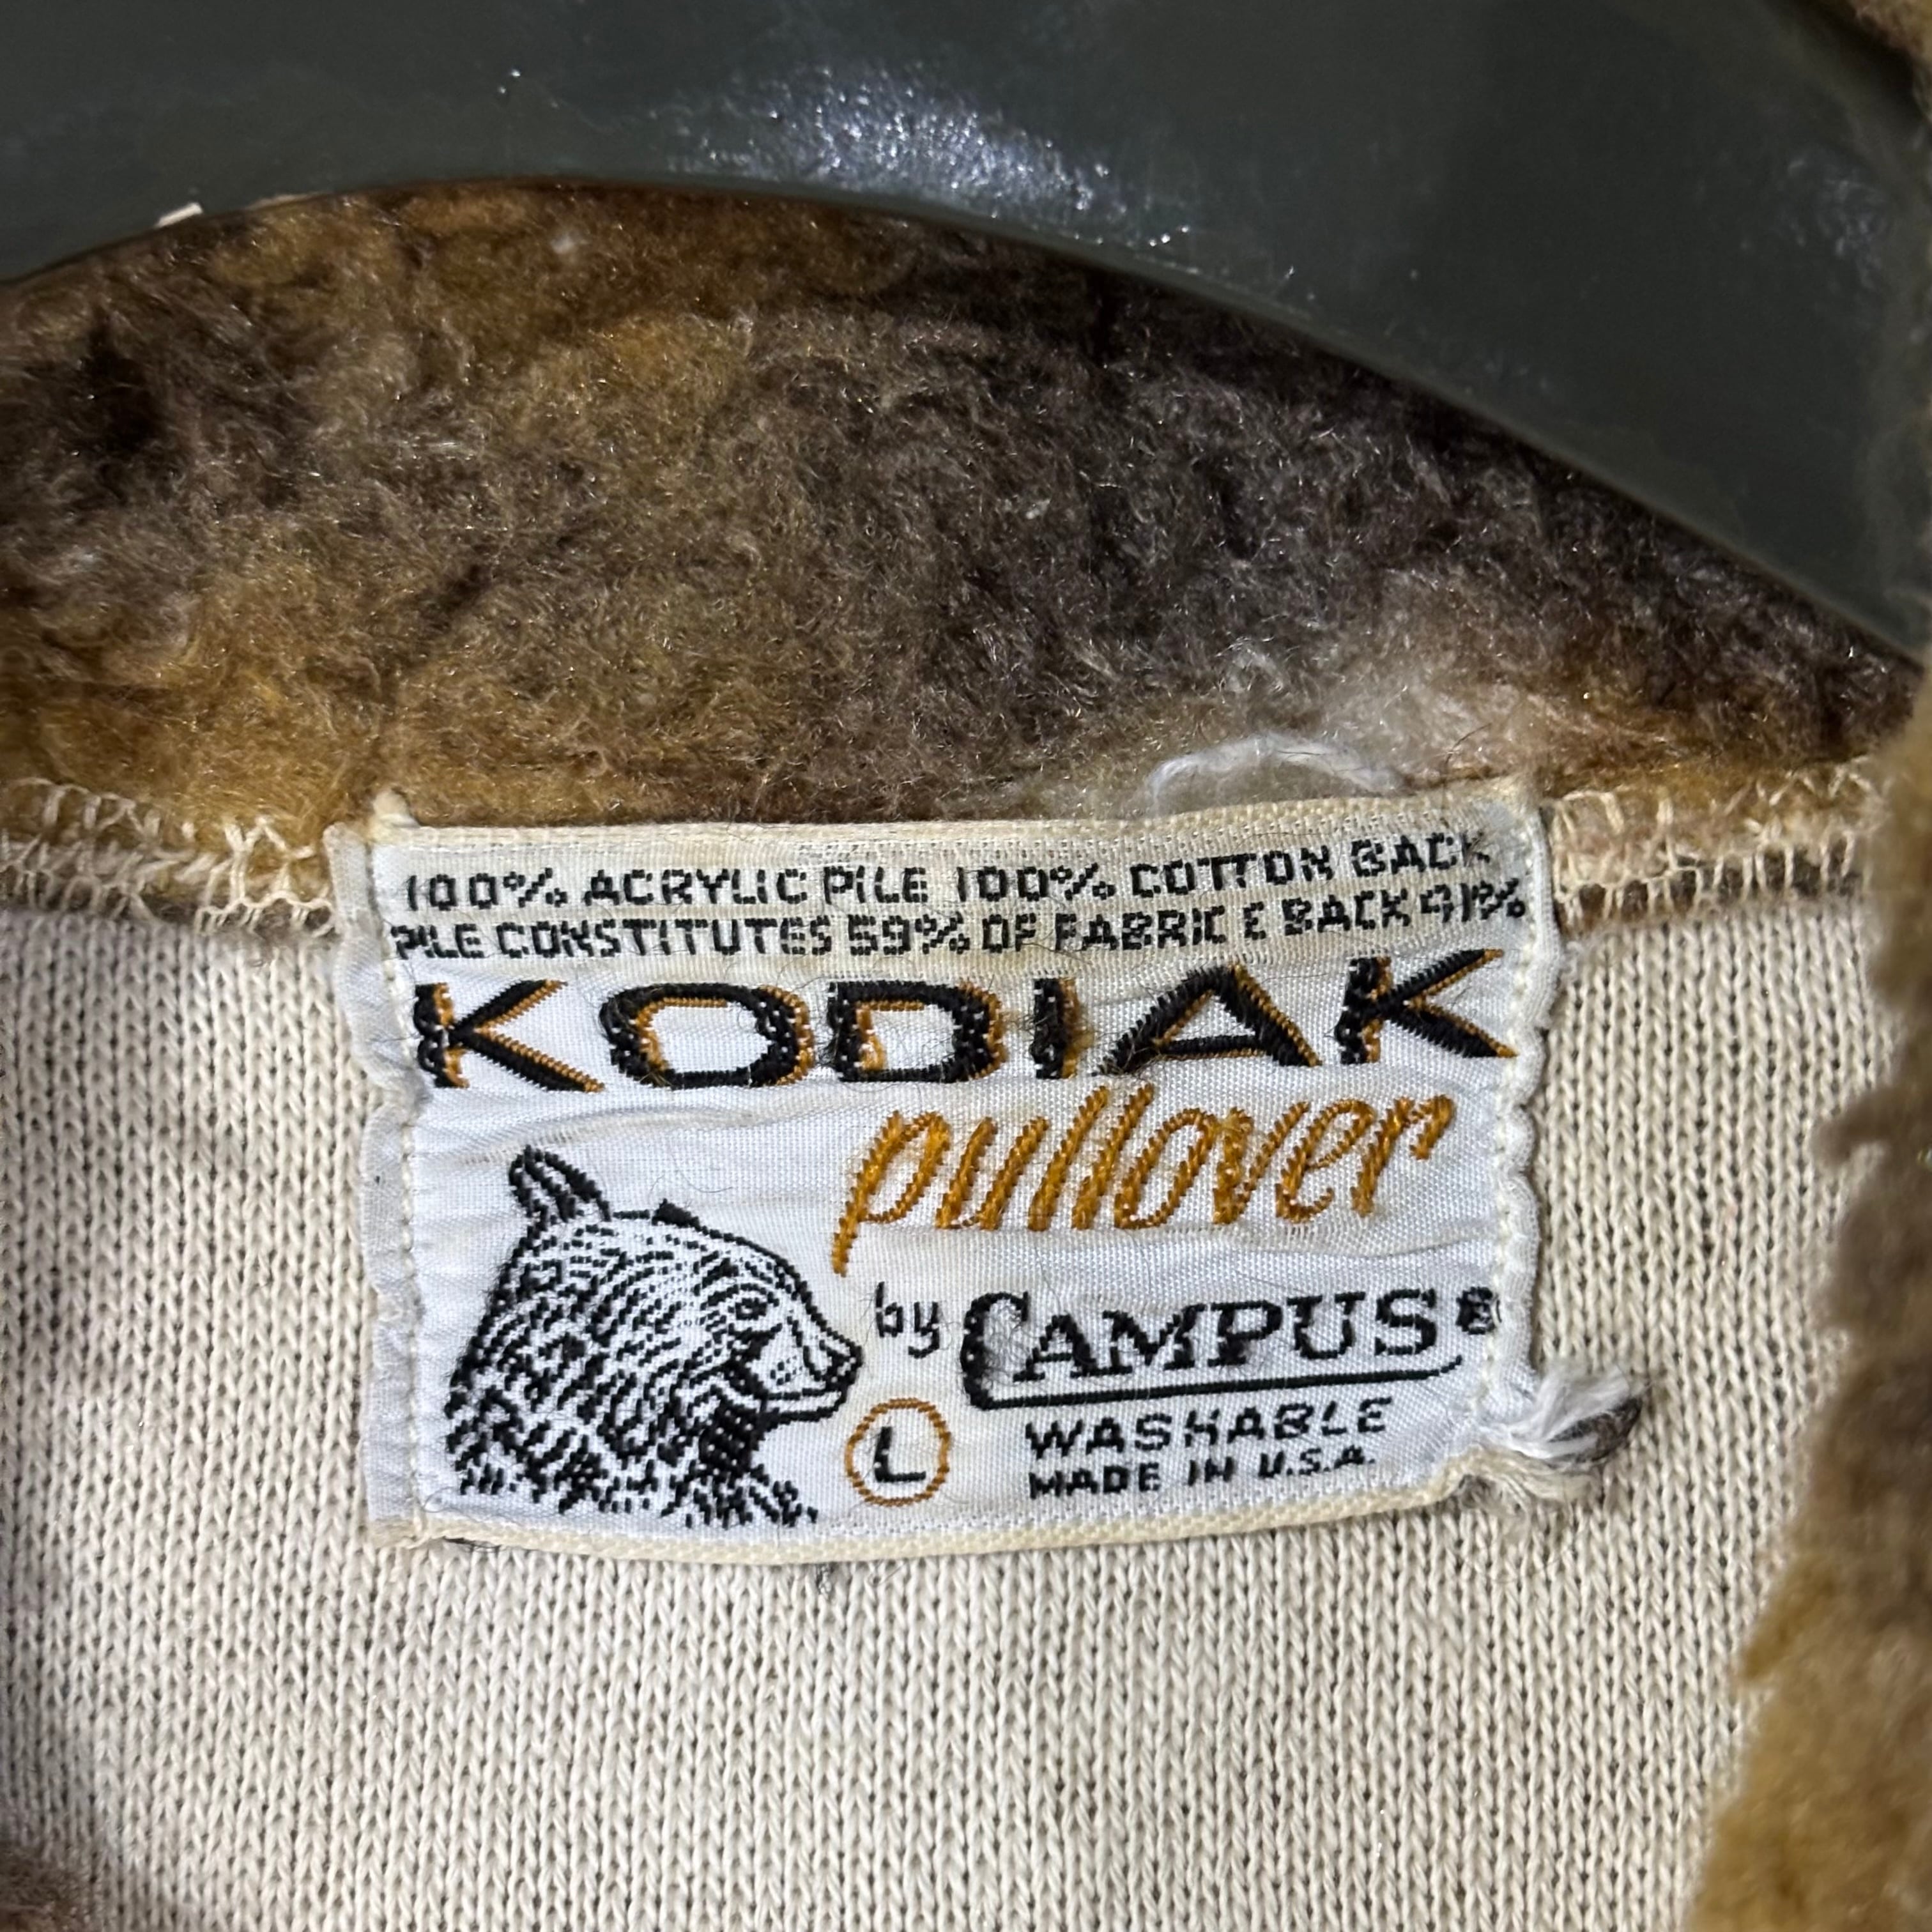 100% ACRYLIC PILE 100% COTTON BACK
PILE CONSTITUTES 59% OF FABRIC & BACK 41%
KODIAK
pullover
by CAMPUS®
L
WASHABLE
MADE IN U.S.A.